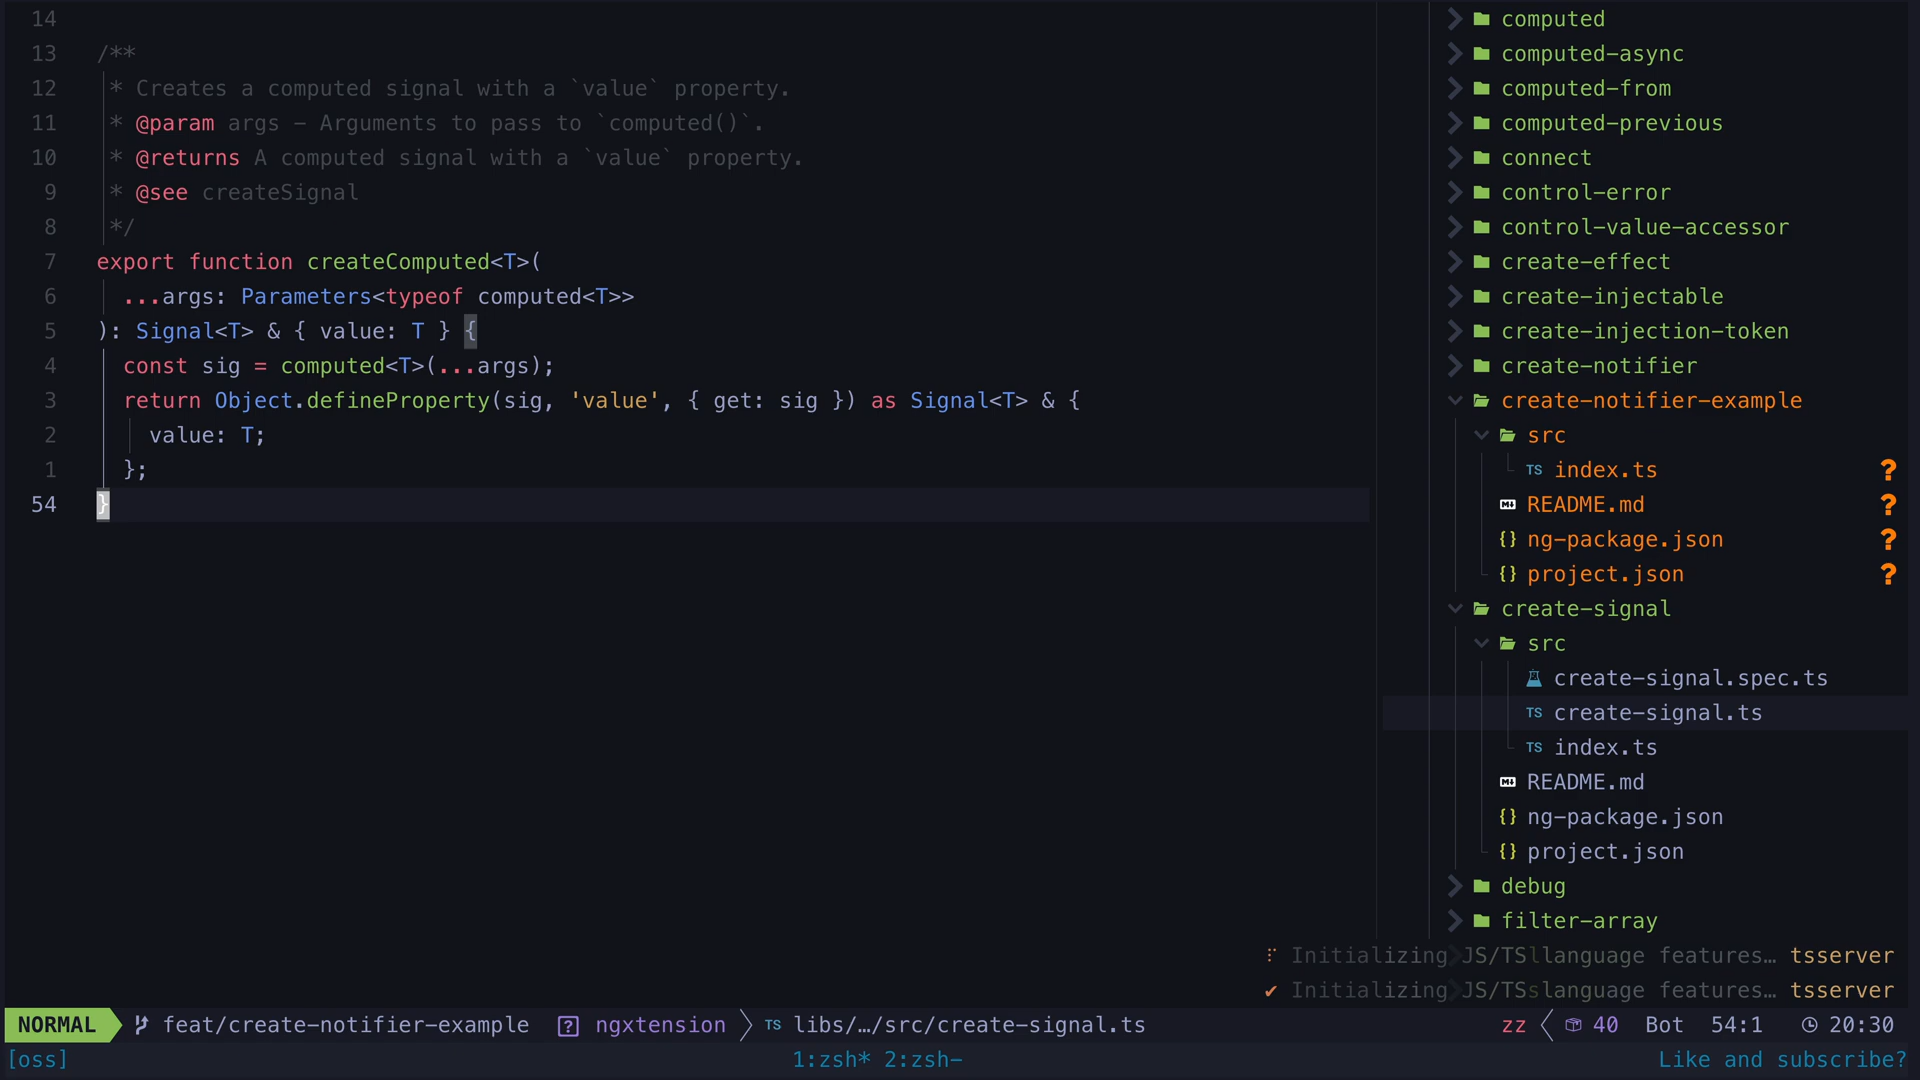 14
13 /**
12 * Creates a computed signal with a `value` property.
11 * @param args - Arguments to pass to `computed()`.
10 * @returns A computed signal with a `value` property.
9 * @see createSignal
8 */
7 export function createComputed<T>(
6 ...args: Parameters<typeof computed<T>>
5 ): Signal<T> & { value: T } {
4 const sig = computed<T>(...args);
3 return Object.defineProperty(sig, 'value', { get: sig }) as Signal<T> & {
2 value: T;
1 };
54 }
computed
computed-async
computed-from
computed-previous
connect
control-error
control-value-accessor
create-effect
create-injectable
create-injection-token
create-notifier
create-notifier-example
src
TS index.ts ?
README.md ?
{} ng-package.json ?
{} project.json ?
create-signal
src
create-signal.spec.ts
TS create-signal.ts
TS index.ts
README.md
{} ng-package.json
{} project.json
debug
filter-array
Initializing JS/TS language features… tsserver
✔ Initializing JS/TS language features… tsserver
NORMAL feat/create-notifier-example ? ngxtension TS libs/…/src/create-signal.ts zz 40 Bot 54:1 20:30
[oss] 1:zsh* 2:zsh- Like and subscribe?